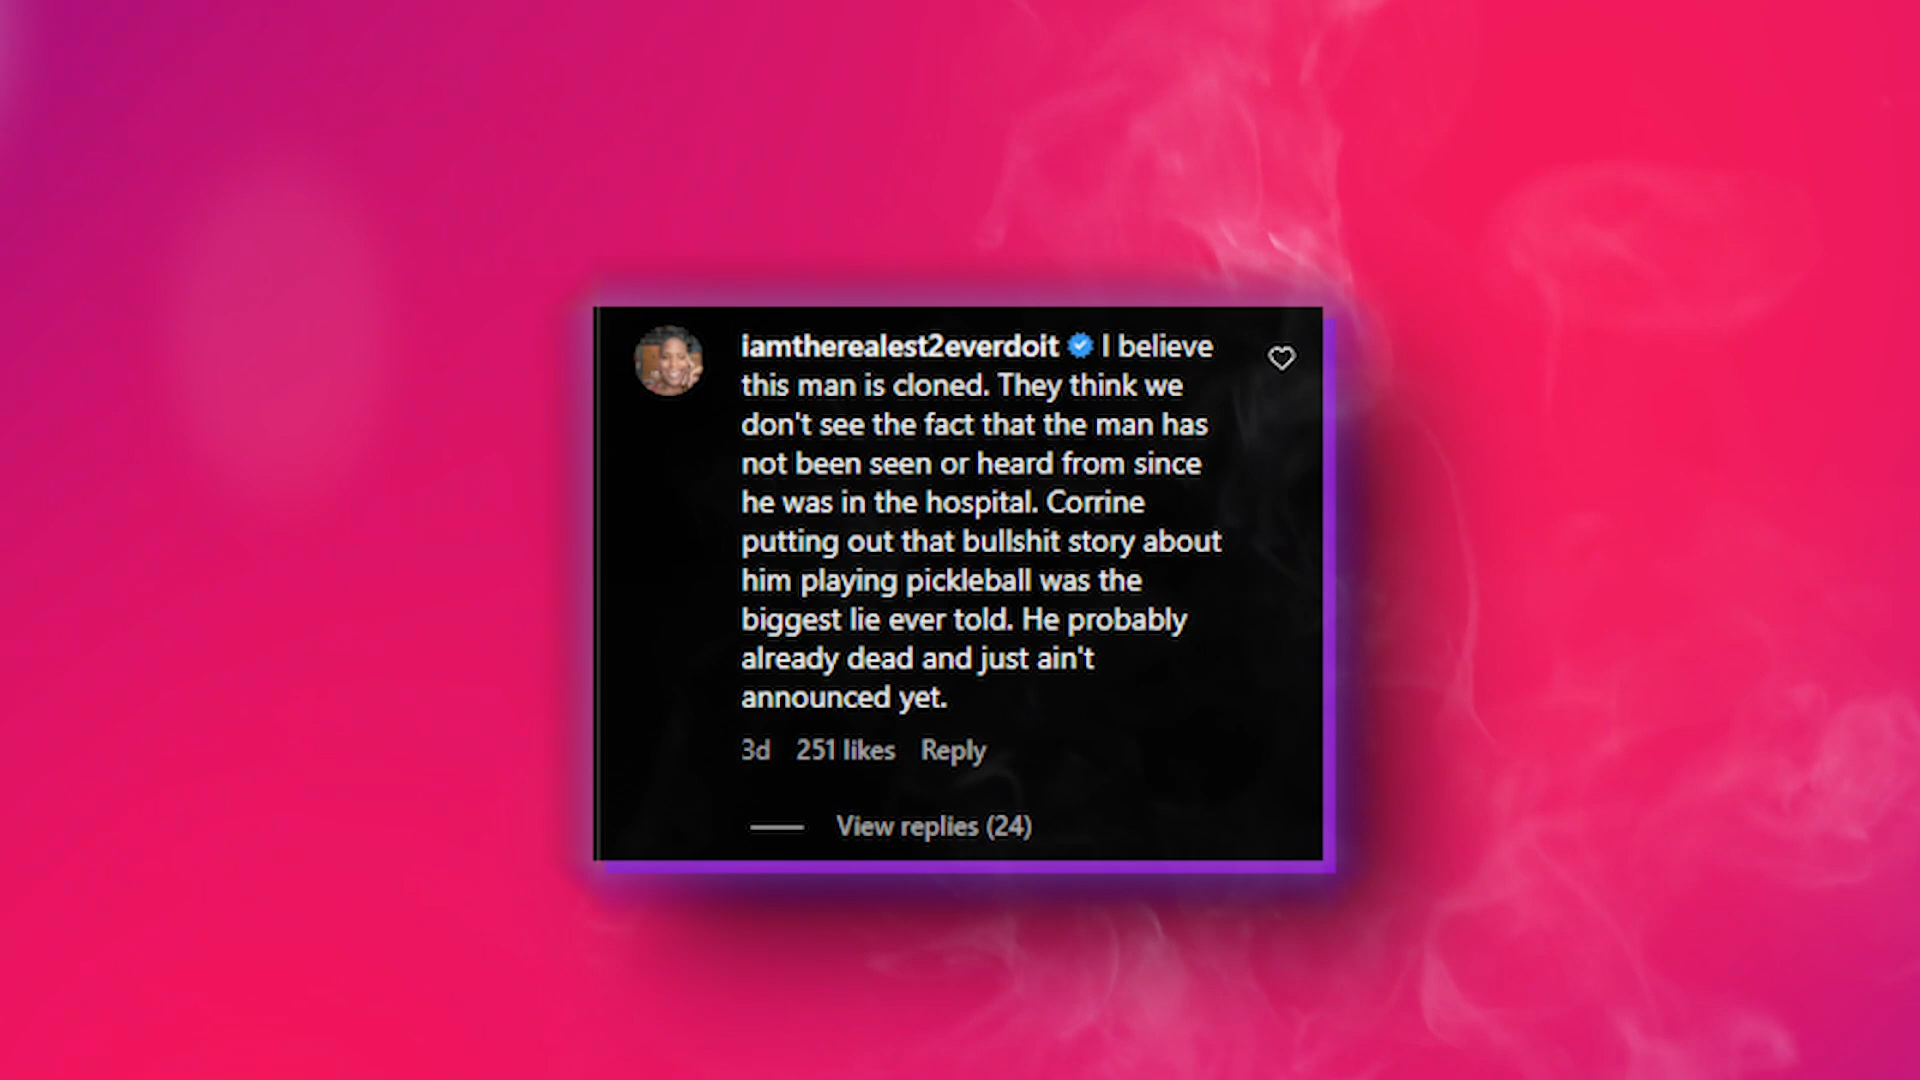 iamtherealest2everdoit I believe
this man is cloned. They think we
don't see the fact that the man has
not been seen or heard from since
he was in the hospital. Corrine
putting out that bullshit story about
him playing pickleball was the
biggest lie ever told. He probably
already dead and just ain't
announced yet.
3d 251 likes Reply
View replies (24)